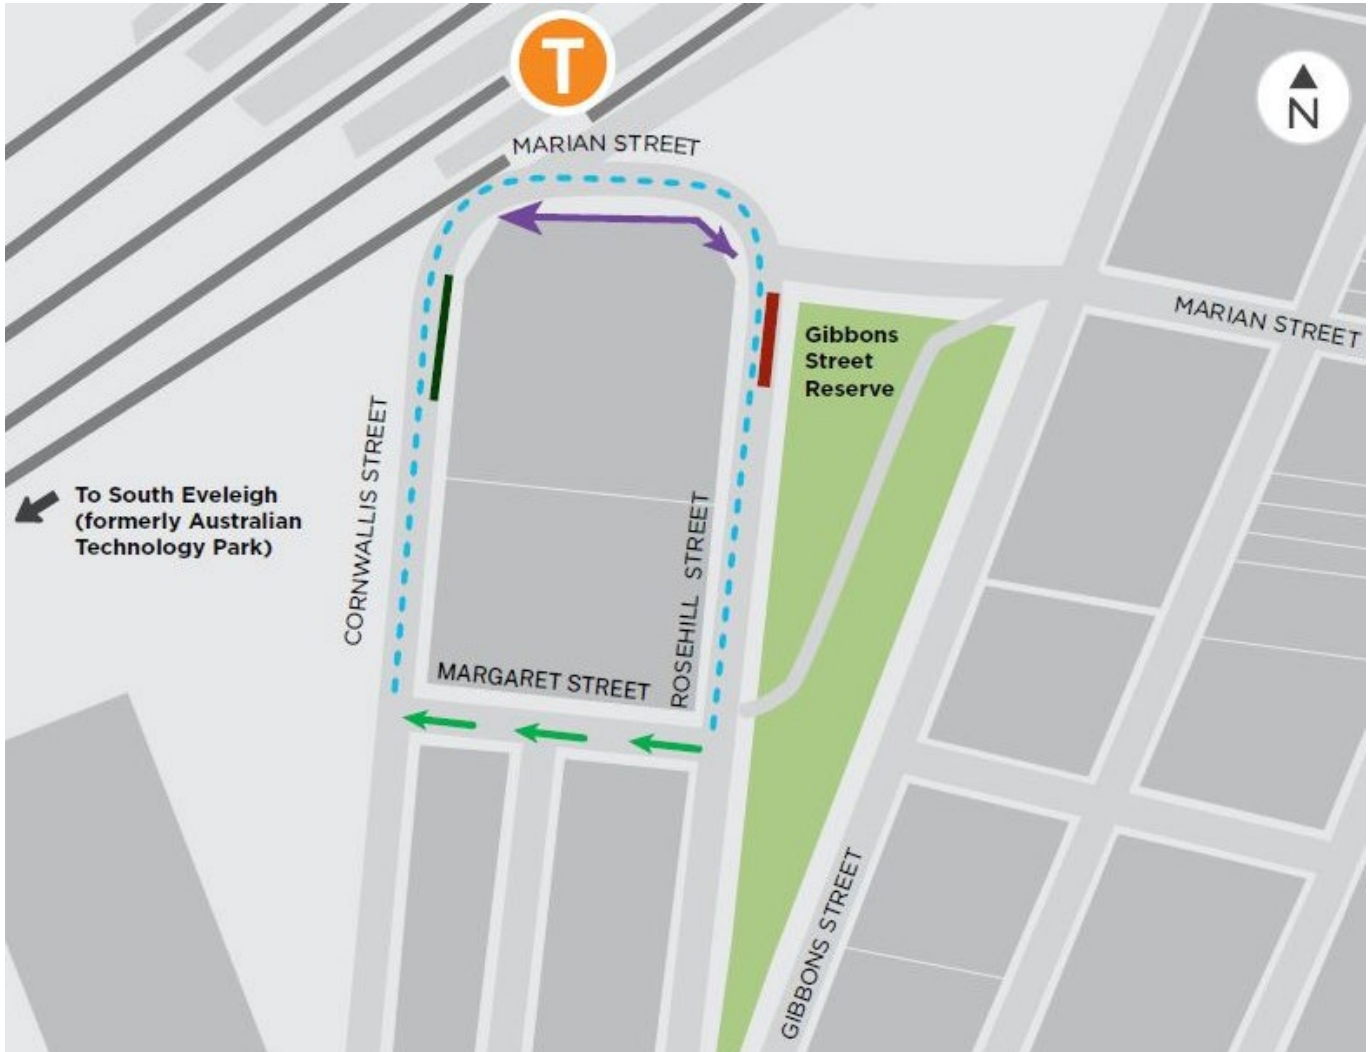 T
MARIAN STREET
N
MARIAN STREET
Gibbons
Street
Reserve
CORNWALLIS STREET
To South Eveleigh
(formerly Australian
Technology Park)
ROSEHILL STREET
MARGARET STREET
GIBBONS STREET